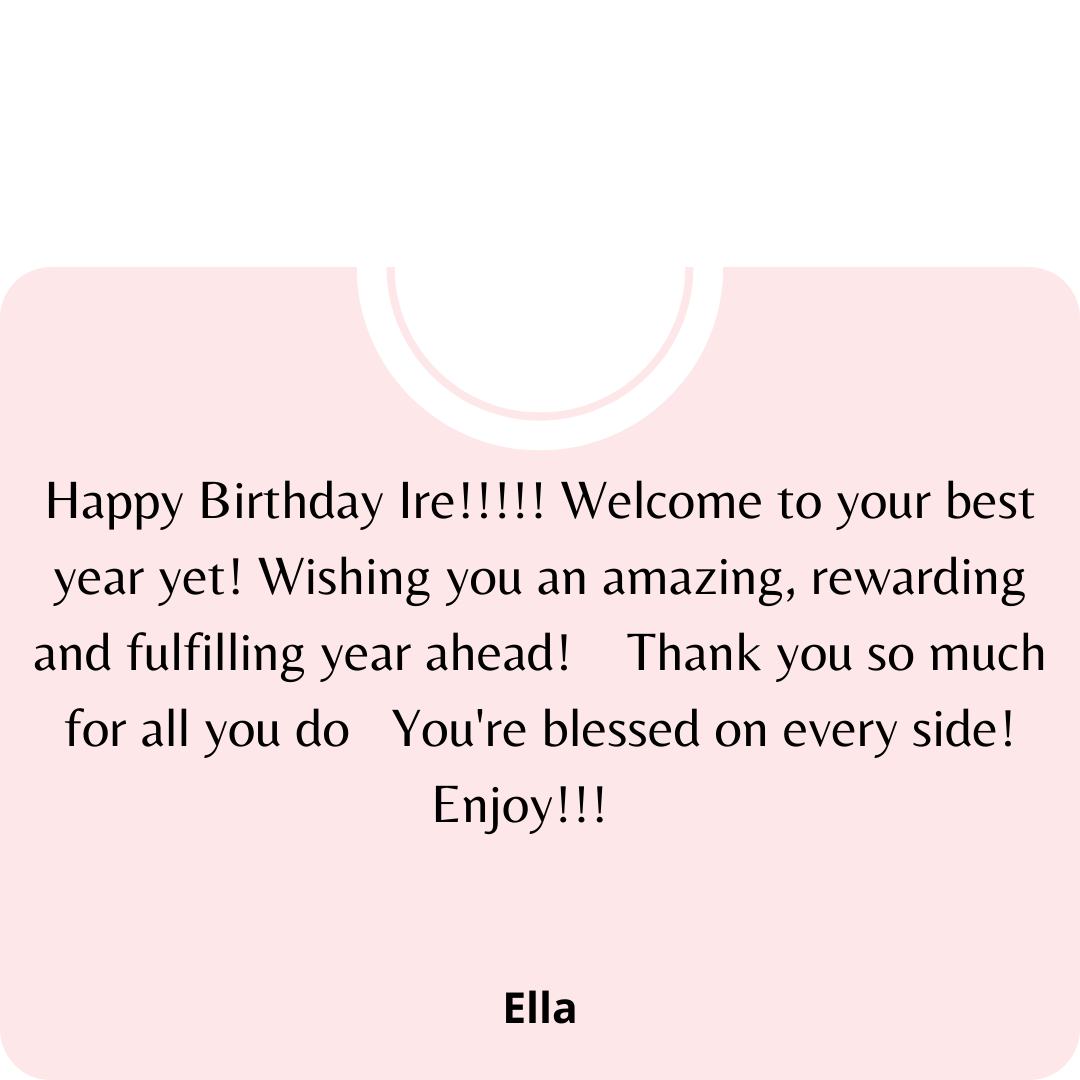 Happy Birthday Ire!!!!! Welcome to your best
year yet! Wishing you an amazing, rewarding
and fulfilling year ahead!    Thank you so much
for all you do   You're blessed on every side!
Enjoy!!!
Ella